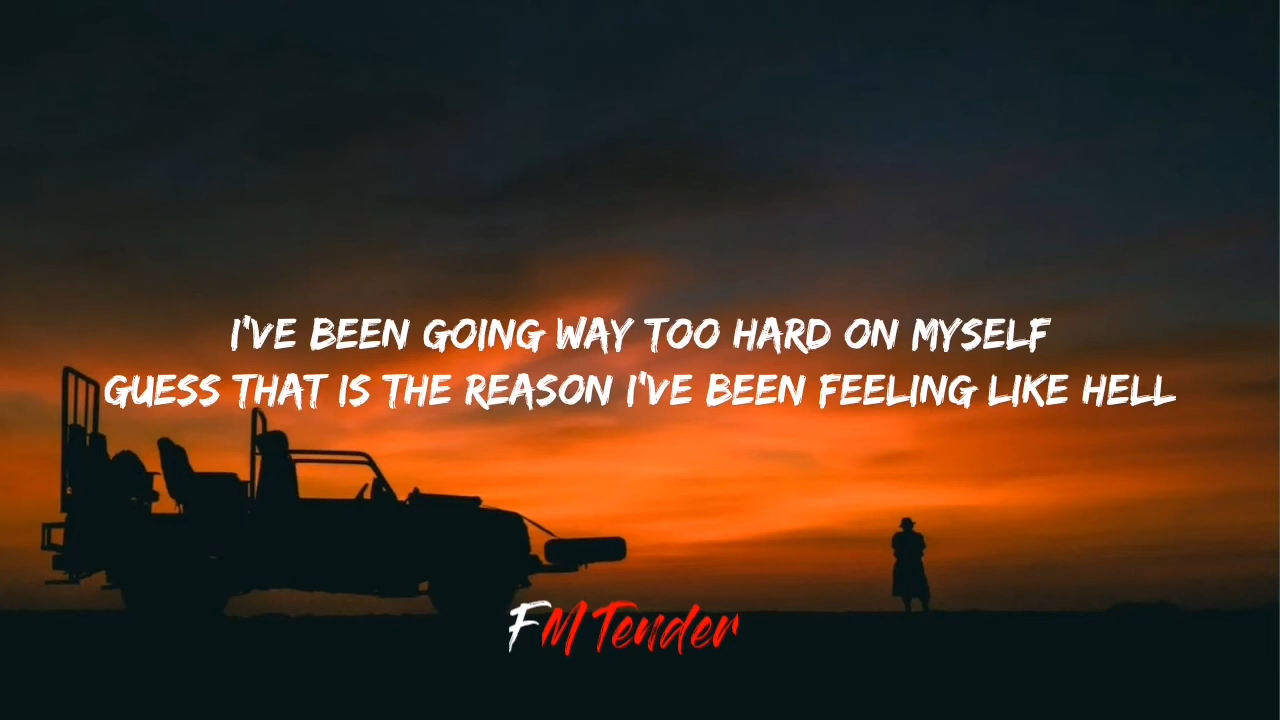 I'VE BEEN GOING WAY TOO HARD ON MYSELF
GUESS THAT IS THE REASON I'VE BEEN FEELING LIKE HELL
FM Tender